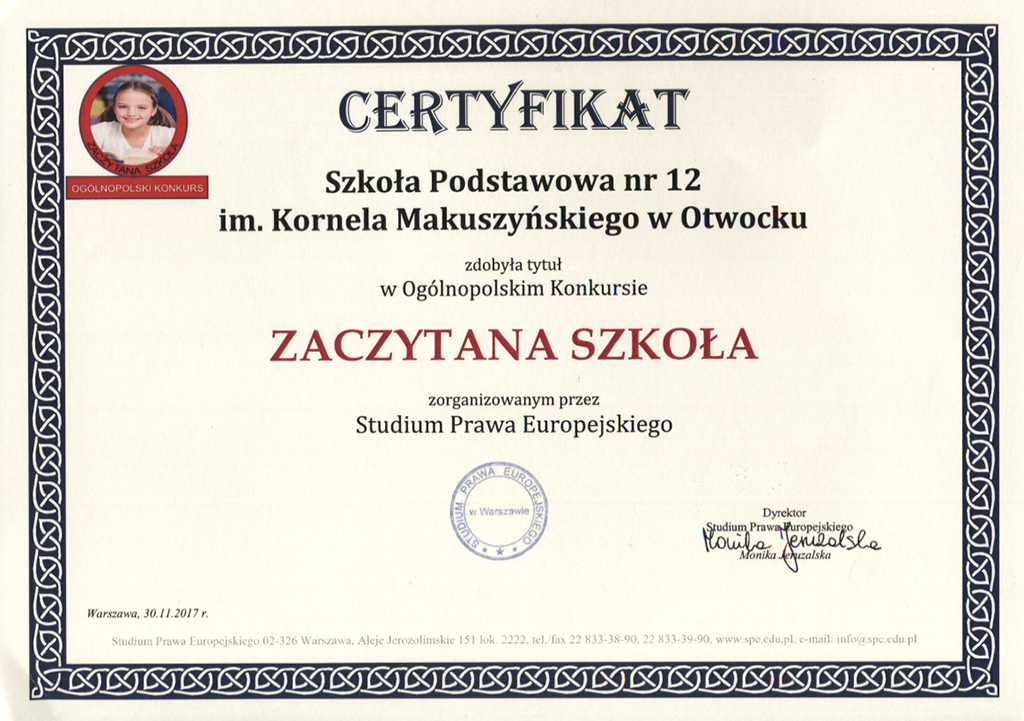 CERTYFIKAT
ZACZYTANA SZKOŁA
OGÓLNOPOLSKI KONKURS
Szkoła Podstawowa nr 12
im. Kornela Makuszyńskiego w Otwocku
zdobyła tytuł
w Ogólnopolskim Konkursie
ZACZYTANA SZKOŁA
zorganizowanym przez
Studium Prawa Europejskiego
STUDIUM PRAWA EUROPEJSKIEGO
w Warszawie
Dyrektor
Studium Prawa Europejskiego
Monika Jeruzalska
Monika Jeruzalska
Warszawa, 30.11.2017 r.
Studium Prawa Europejskiego 02-326 Warszawa, Aleje Jerozolimskie 151 lok. 2222, tel./fax 22 833-38-90, 22 833-39-90, www.spe.edu.pl, e-mail: info@spe.edu.pl